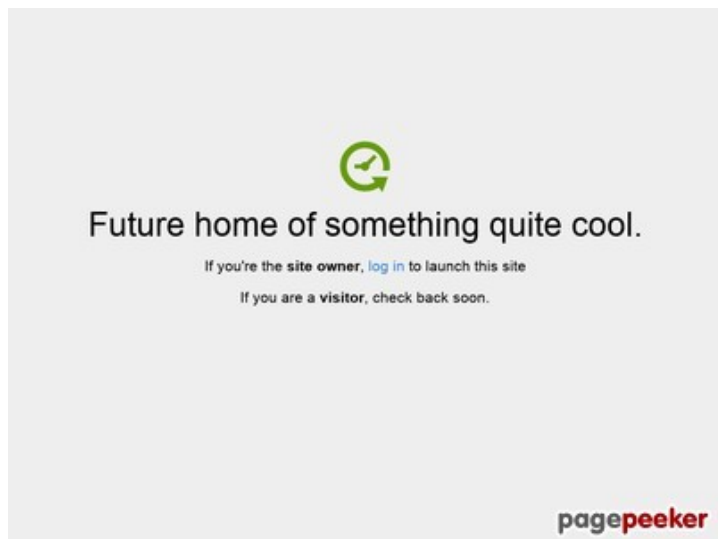 Future home of something quite cool.
If you're the site owner, log in to launch this site
If you are a visitor, check back soon.
pagepeeker